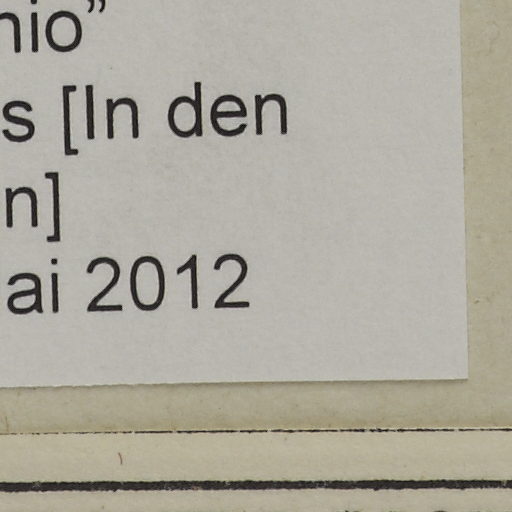 nio”
s [In den
n]
ai 2012